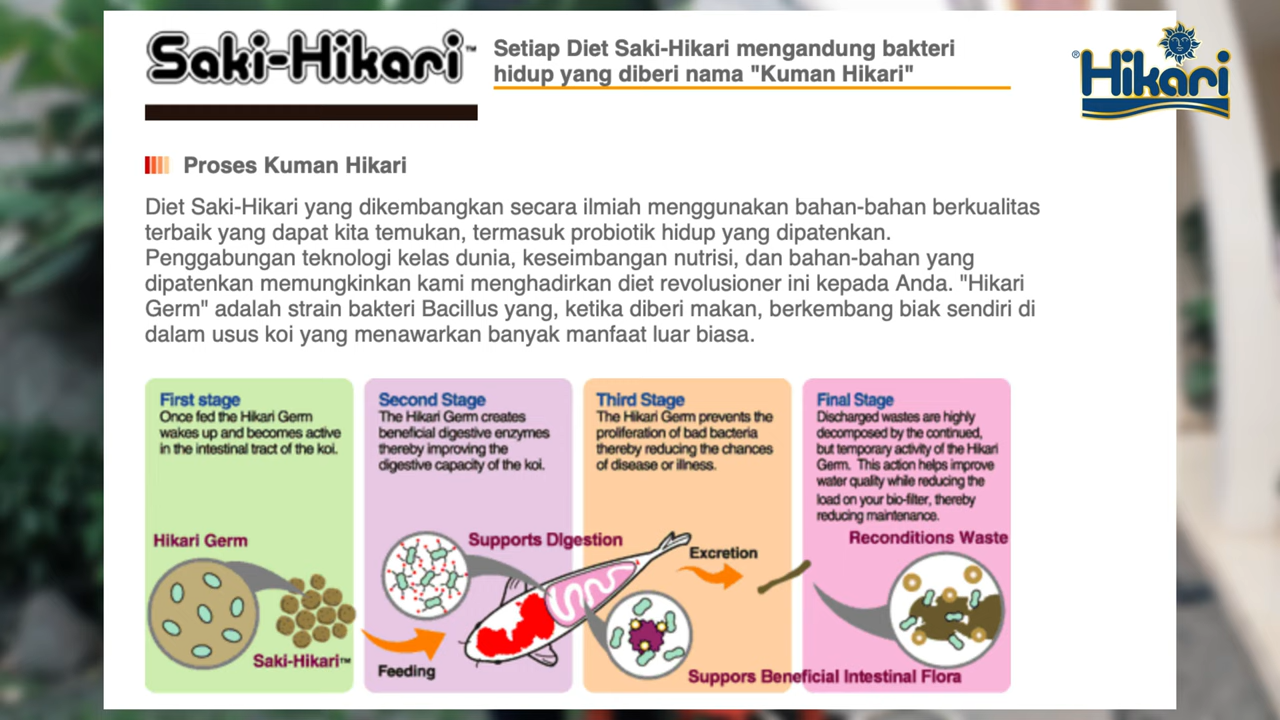 Saki-Hikari™
Setiap Diet Saki-Hikari mengandung bakteri
hidup yang diberi nama "Kuman Hikari"
® Hikari
Proses Kuman Hikari
Diet Saki-Hikari yang dikembangkan secara ilmiah menggunakan bahan-bahan berkualitas
terbaik yang dapat kita temukan, termasuk probiotik hidup yang dipatenkan.
Penggabungan teknologi kelas dunia, keseimbangan nutrisi, dan bahan-bahan yang
dipatenkan memungkinkan kami menghadirkan diet revolusioner ini kepada Anda. "Hikari
Germ" adalah strain bakteri Bacillus yang, ketika diberi makan, berkembang biak sendiri di
dalam usus koi yang menawarkan banyak manfaat luar biasa.
First stage
Once fed the Hikari Germ
wakes up and becomes active
in the intestinal tract of the koi.
Hikari Germ
Saki-Hikari™
Second Stage
The Hikari Germ creates
beneficial digestive enzymes
thereby improving the
digestive capacity of the koi.
Supports DIgestion
Feeding
Third Stage
The Hikari Germ prevents the
proliferation of bad bacteria
thereby reducing the chances
of disease or illness.
Excretion
Suppors Beneficial Intestinal Flora
Final Stage
Discharged wastes are highly
decomposed by the continued,
but temporary activity of the Hikari
Germ. This action helps improve
water quality while reducing the
load on your bio-filter, thereby
reducing maintenance.
Reconditions Waste